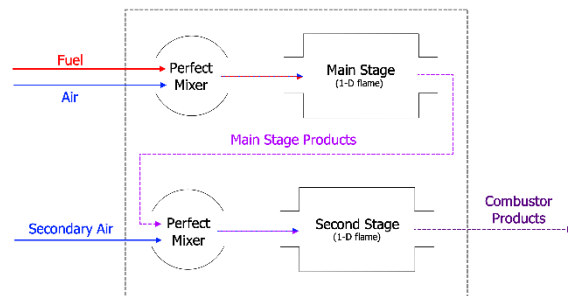 Fuel
Air
Perfect
Mixer
Main Stage
(1-D flame)
Main Stage Products
Secondary Air
Perfect
Mixer
Second Stage
(1-D flame)
Combustor
Products